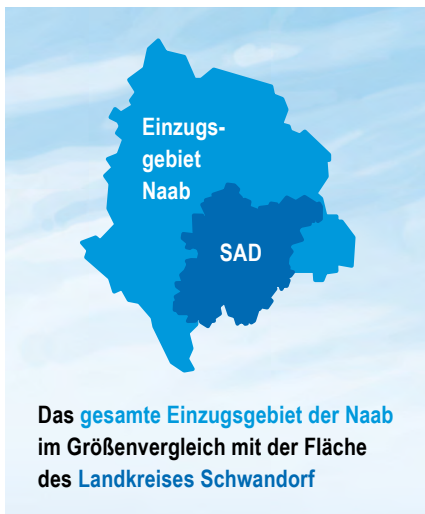 Einzugs-
gebiet
Naab
SAD
Das gesamte Einzugsgebiet der Naab
im Größenvergleich mit der Fläche
des Landkreises Schwandorf